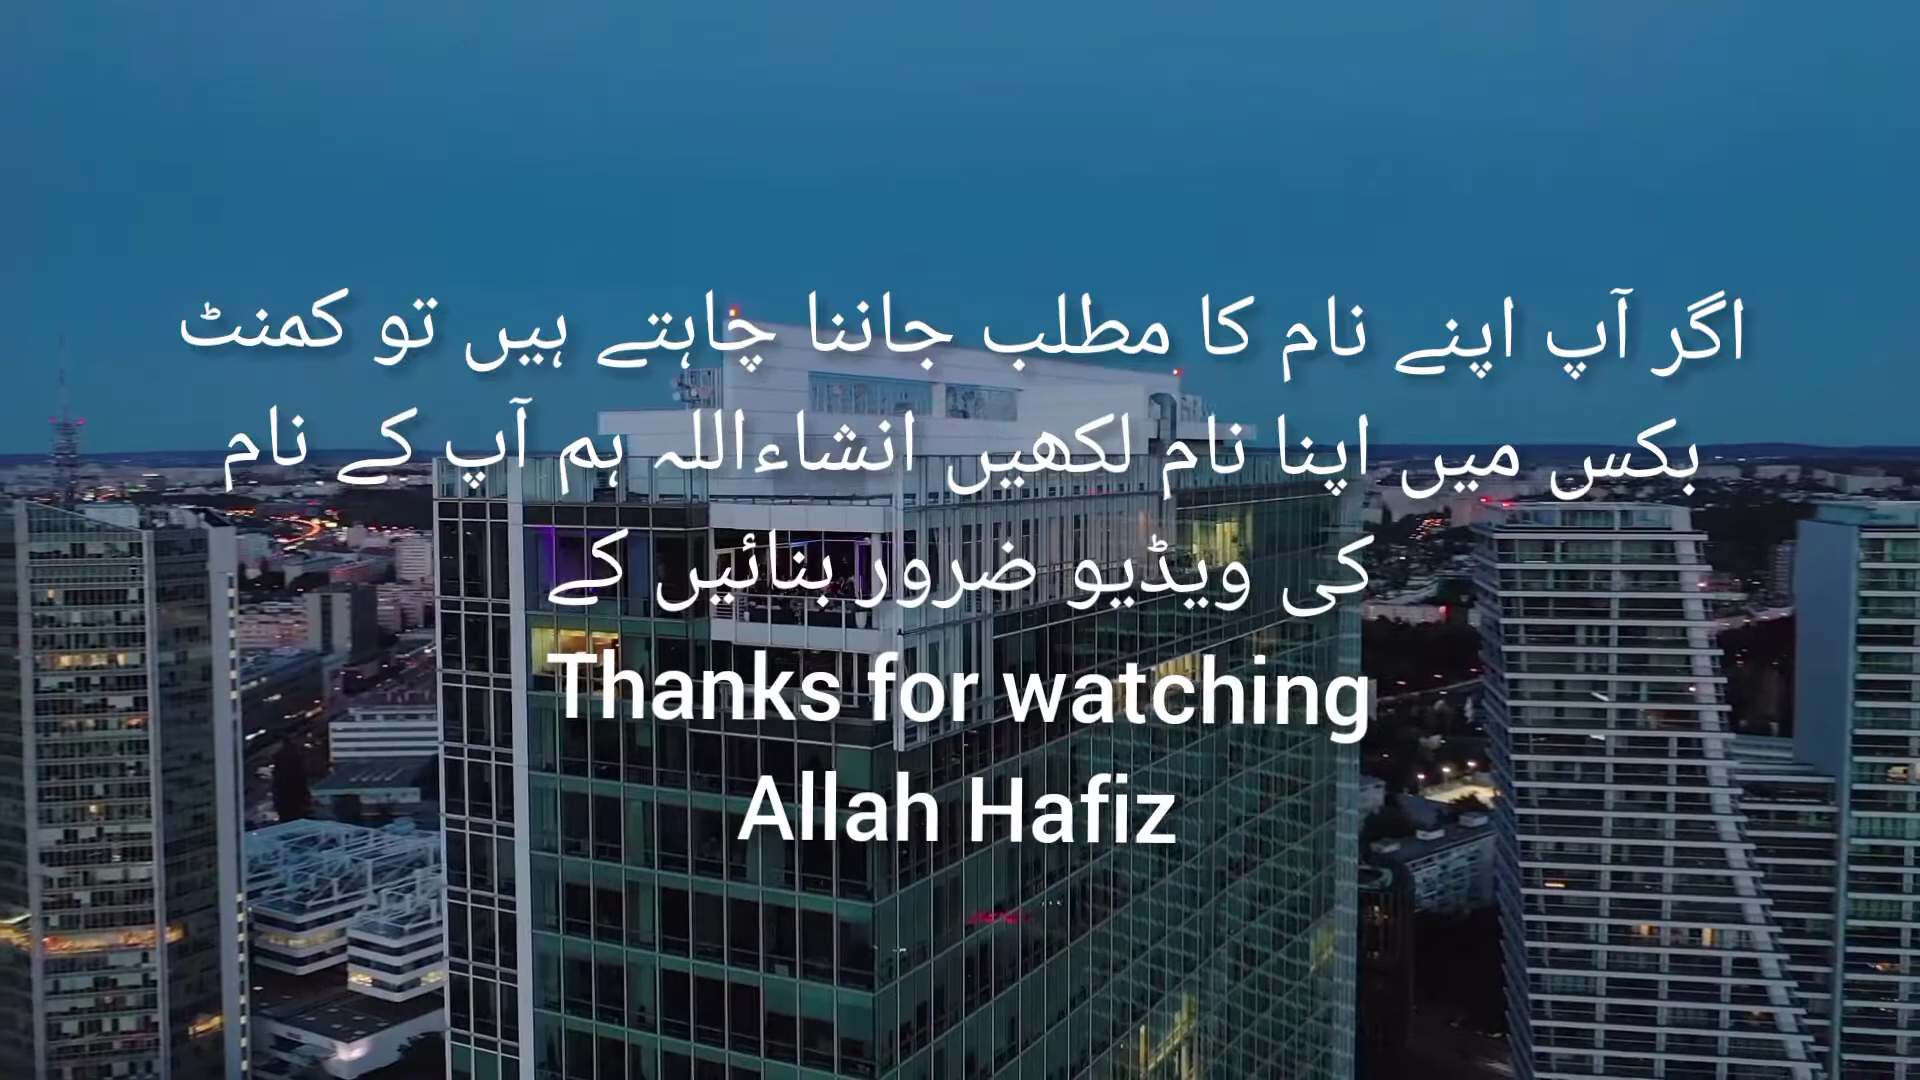 اگر آپ اپنے نام کا مطلب جاننا چاہتے ہیں تو کمنٹ
بکس میں اپنا نام لکھیں انشاءاللہ ہم آپ کے نام
کی ویڈیو ضرور بنائیں کے
Thanks for watching
Allah Hafiz